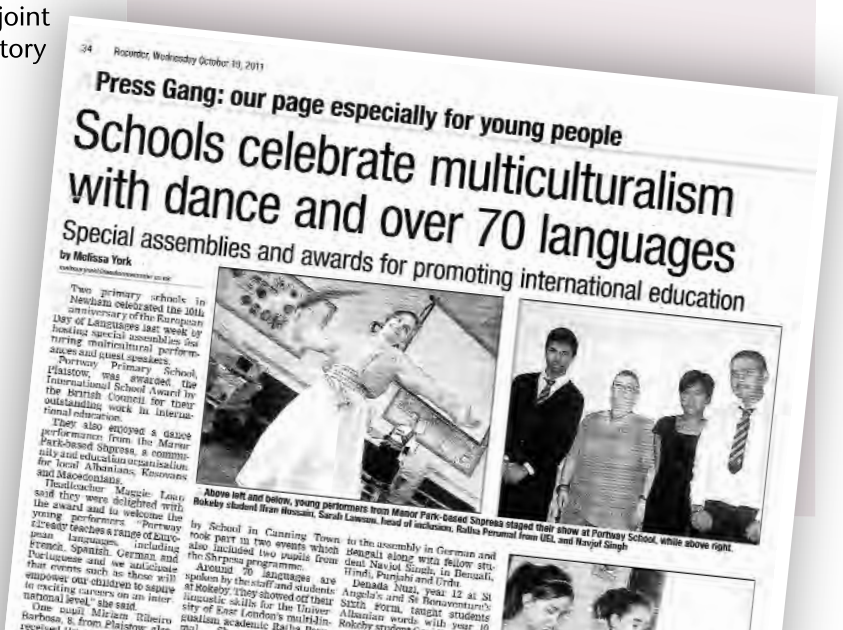 joint
tory
34 Recorder, Wednesday October 19, 2011
Press Gang: our page especially for young people
Schools celebrate multiculturalism
with dance and over 70 languages
Special assemblies and awards for promoting international education
by Melissa York
Two primary schools in
Newham celebrated the 10th
anniversary of the European
Day of Languages last week by
hosting special assemblies fea-
turing multicultural perform-
ances and guest speakers.
Portway Primary School,
Plaistow, was awarded the
International School Award by
the British Council for their
outstanding work in interna-
tional education.
They also enjoyed a dance
performance from the Manor
Park-based Shpresa, a commu-
nity and education organisation
for local Albanians, Kosovans
and Macedonians.
Headteacher Maggie Loan
said they were delighted with
the award and to welcome the
young performers. "Portway
already teaches a range of Euro-
pean languages, including
French, Spanish, German and
Portuguese and we anticipate
that events such as these will
empower our children to aspire
to exciting careers on an inter-
national level," she said.
One pupil Miriam Ribeiro
Barbosa, 8, from Plaistow, also
received the
Above left and below, young performers from Manor Park-based Shpresa staged their show at Portway School, while above right,
Rokeby student Ifran Hossain, Sarah Lawson, head of inclusion, Ratha Perumal from UEL and Navjot Singh
by School in Canning Town
took part in two events which
also included two pupils from
the Shrpesa programme.
Around 70 languages are
spoken by the staff and students
at Rokeby. They showed off their
linguistic skills for the Univer-
sity of East London's multi-lin-
gualism academic Ratha Peru-
to the assembly in German and
Bengali along with fellow stu-
dent Navjot Singh, in Bengali,
Hindi, Punjabi and Urdu.
Denada Nuzi, year 12 at St
Angela's and St Bonaventure's
Sixth Form, taught students
Albanian words with year 10
Rokeby student